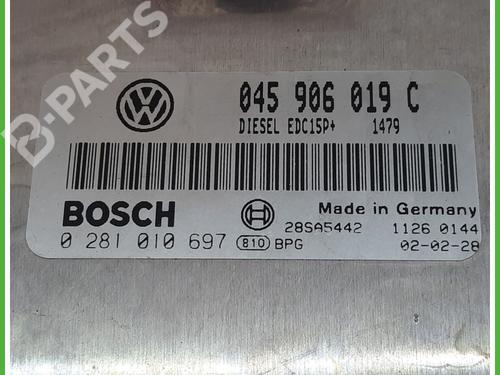 045 906 019 C
DIESEL EDC15P+ 1479
BOSCH
Made in Germany
28SA5442 1126 0144
0 281 010 697 810 BPG 02-02-28